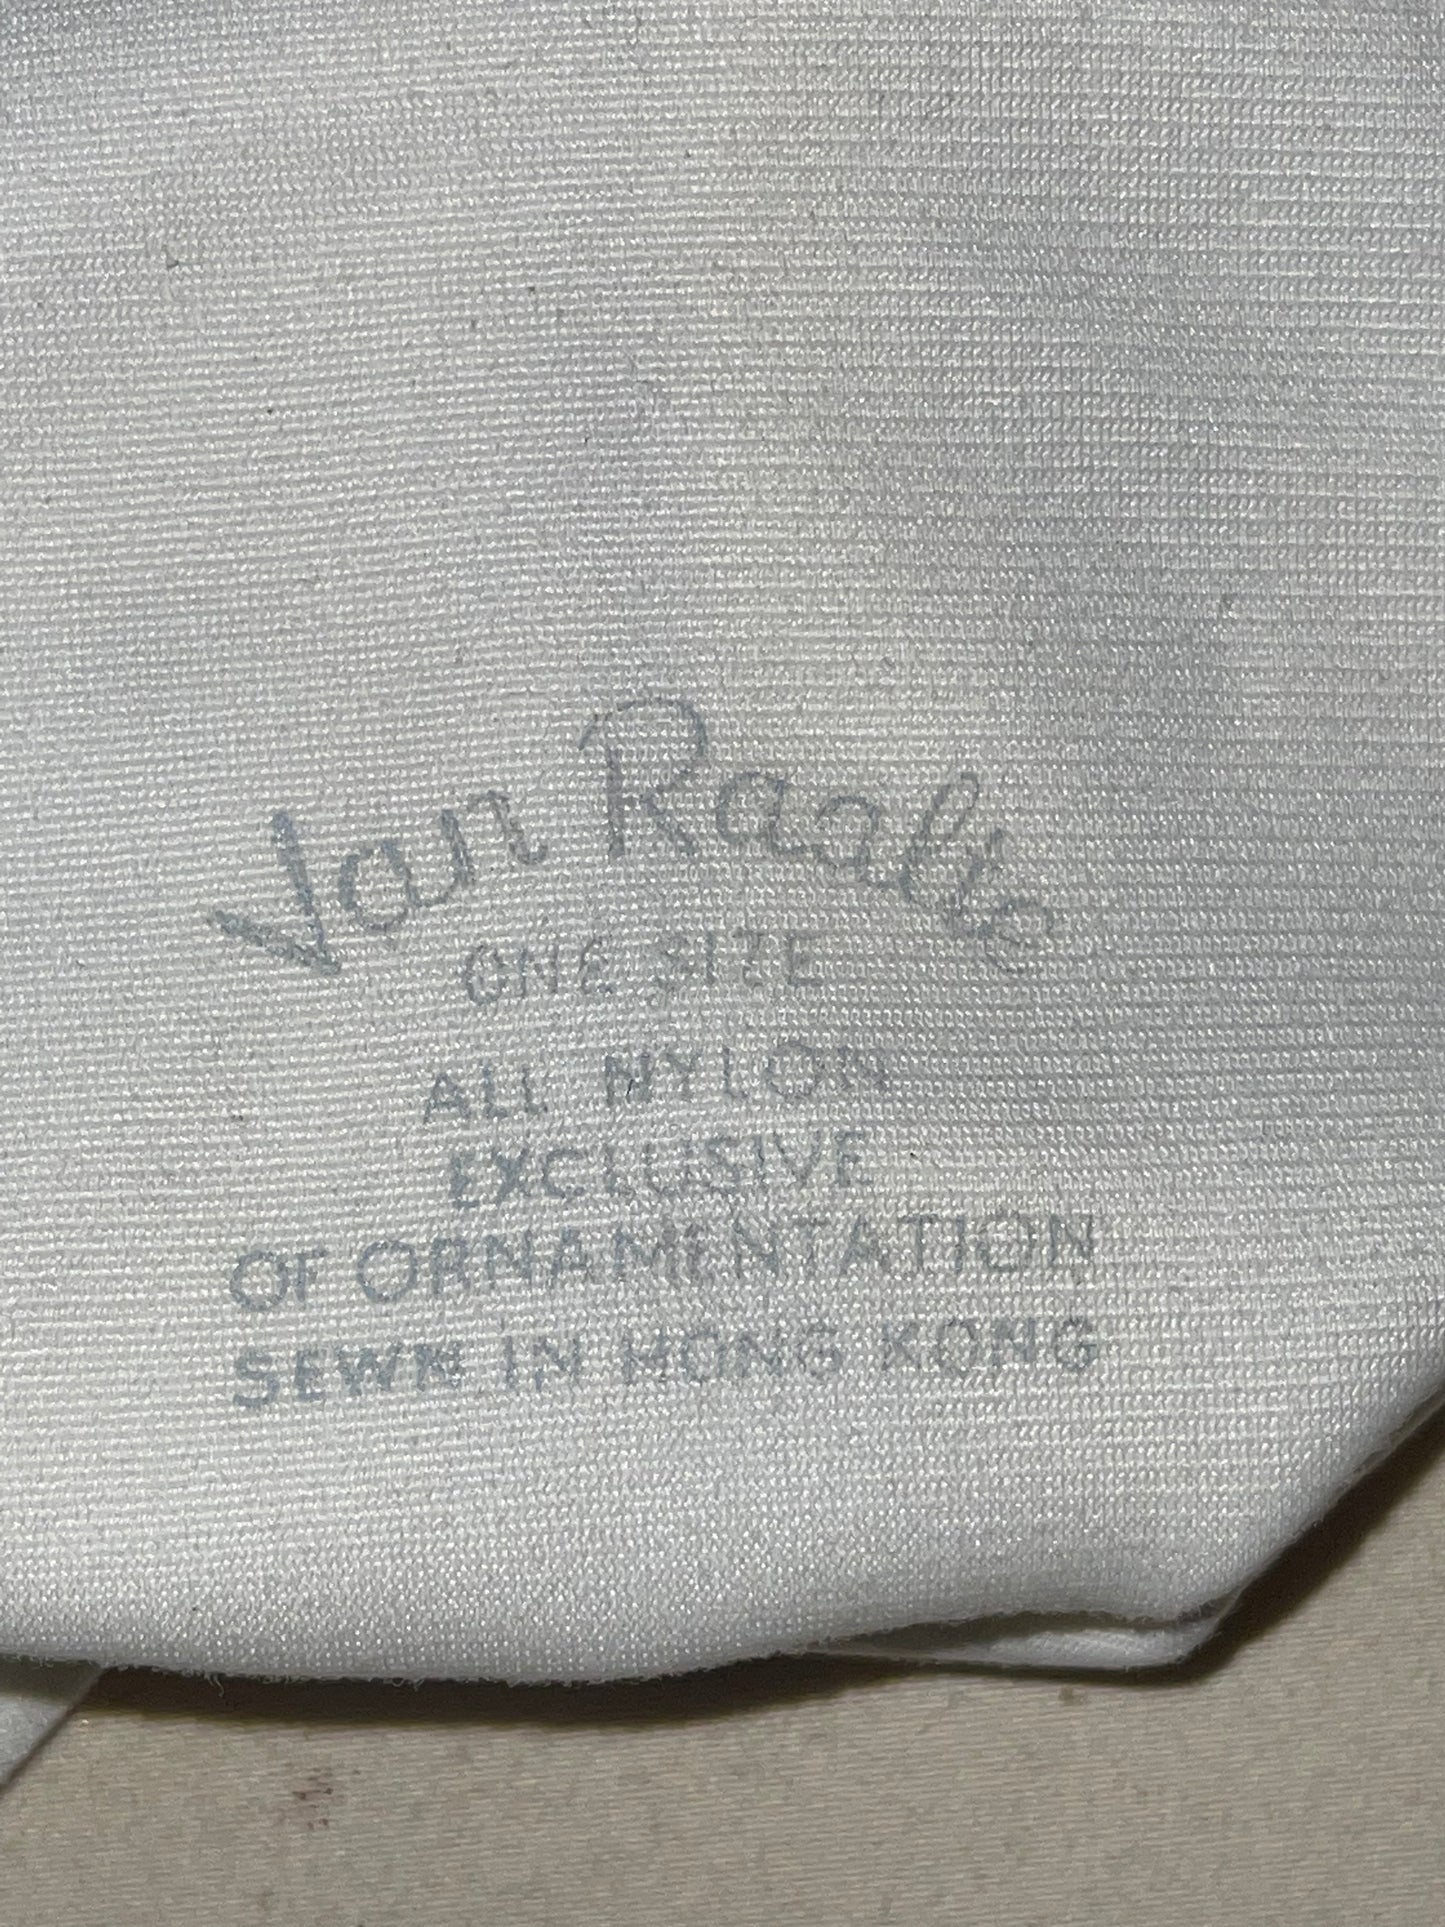 Van Raalte
ONE SIZE
ALL NYLON
EXCLUSIVE
OF ORNAMENTATION
SEWN IN HONG KONG